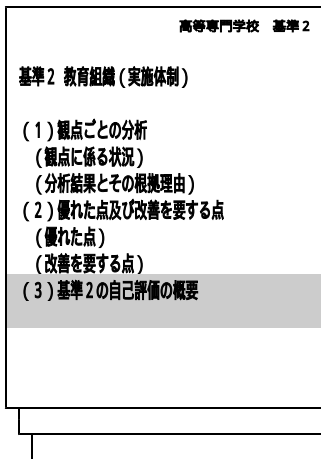 高等専門学校　基準２
基準２ 教育組織(実施体制)
(１)観点ごとの分析
(観点に係る状況)
(分析結果とその根拠理由)
(２)優れた点及び改善を要する点
(優れた点)
(改善を要する点)
(３)基準２の自己評価の概要